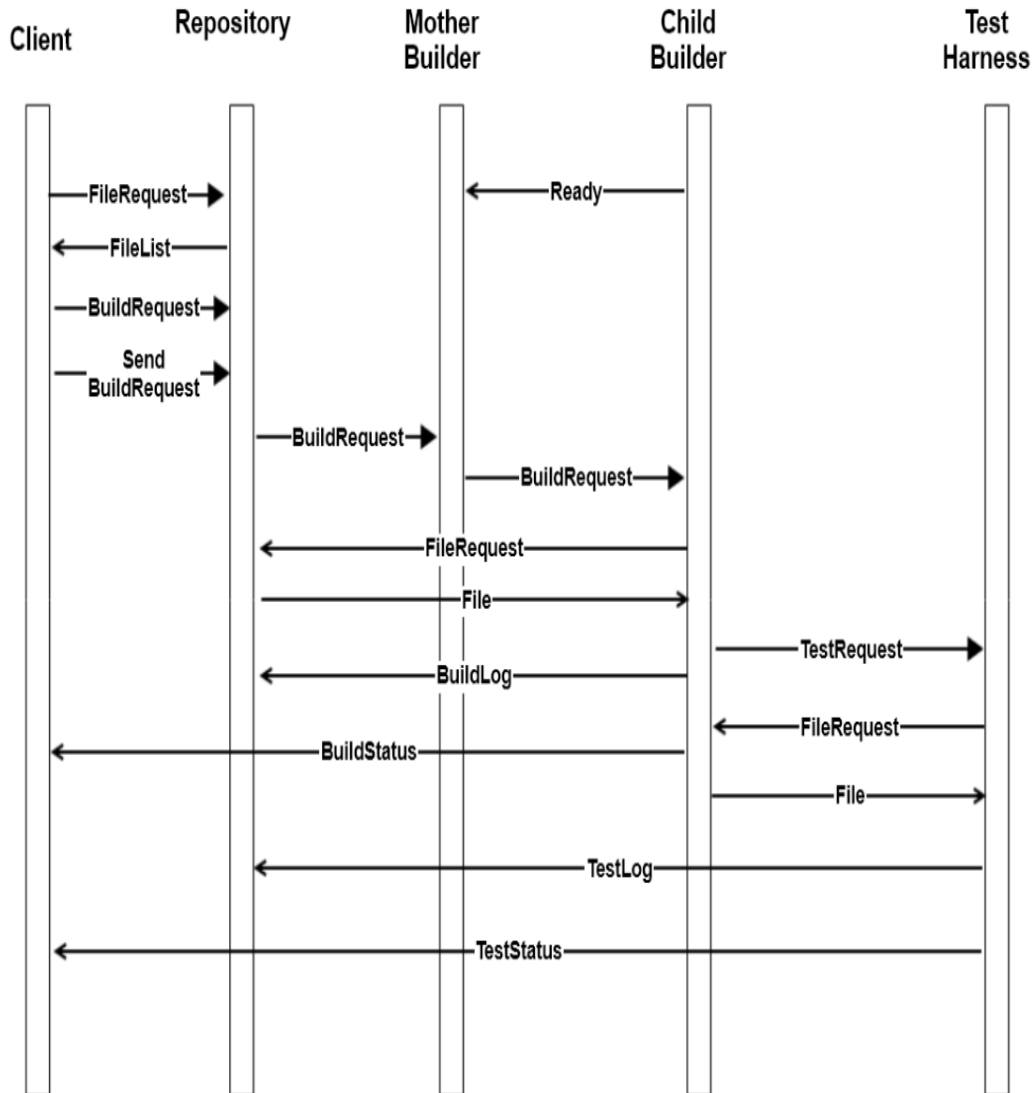 Client
Repository
Mother
Builder
Child
Builder
Test
Harness
FileRequest
Ready
FileList
BuildRequest
Send
BuildRequest
BuildRequest
BuildRequest
FileRequest
File
TestRequest
BuildLog
FileRequest
BuildStatus
File
TestLog
TestStatus